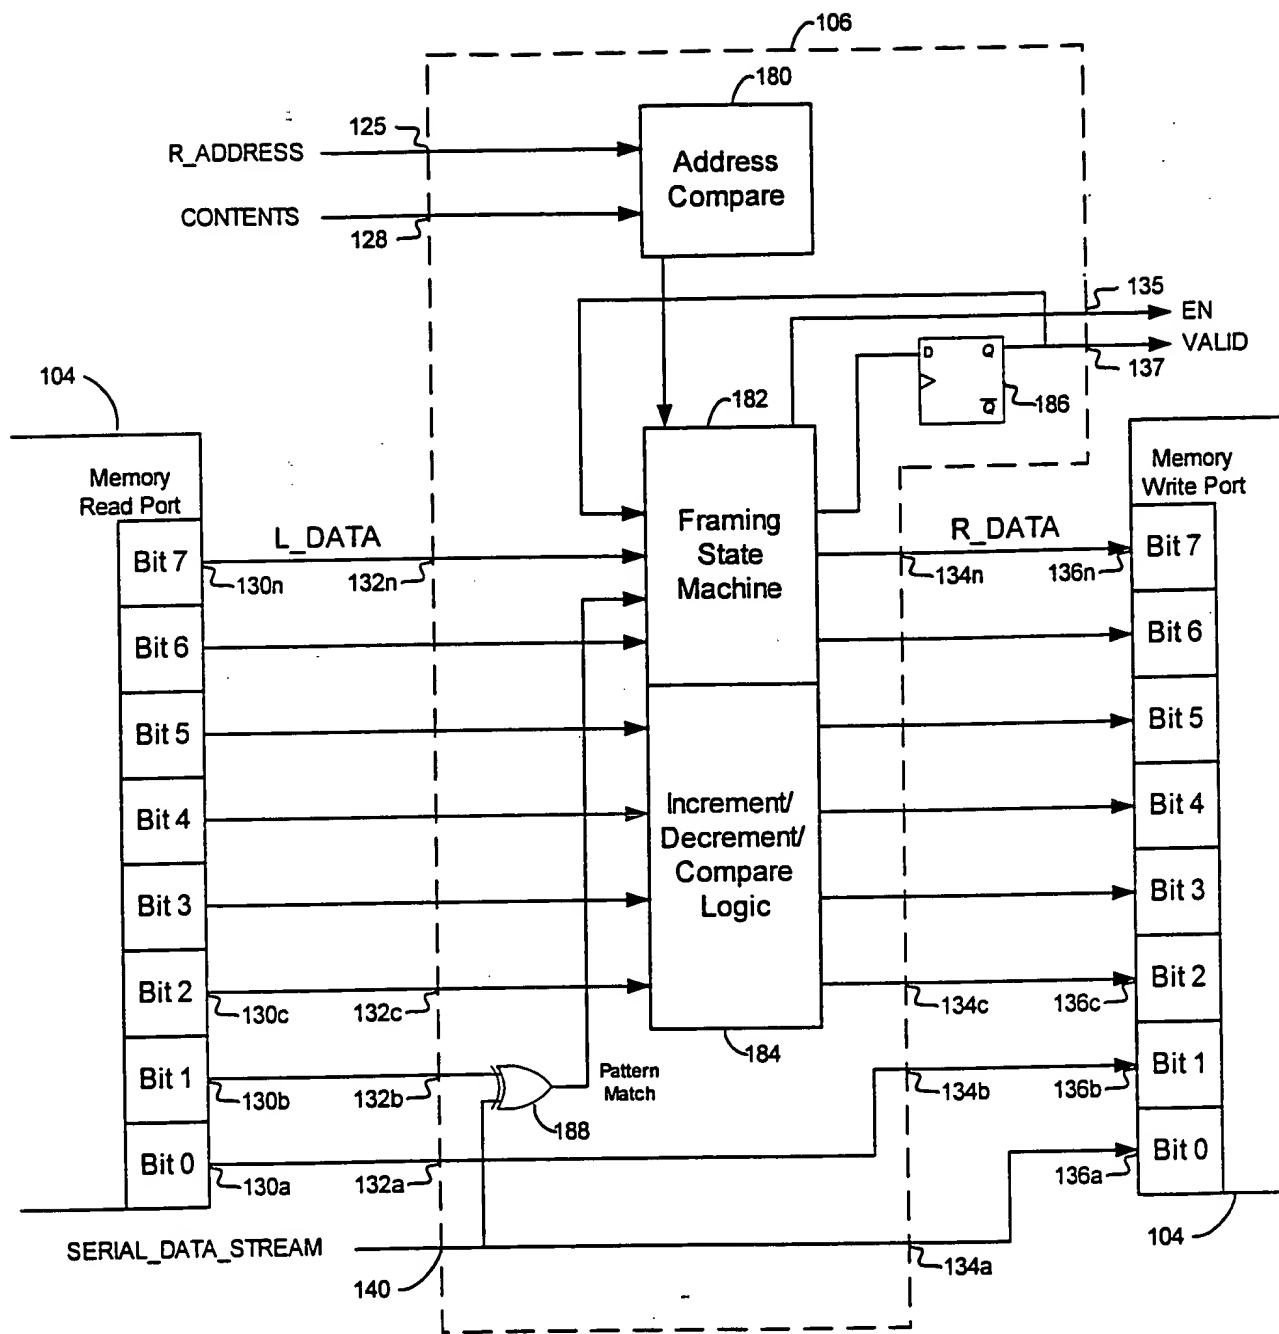 106
180
125
R_ADDRESS
Address
Compare
CONTENTS
128
135
EN
VALID
137
D
Q
Q
186
104
182
Memory
Read Port
Memory
Write Port
Bit 7
L_DATA
130n
132n
Framing
State
Machine
R_DATA
134n
136n
Bit 7
Bit 6
Bit 6
Bit 5
Bit 5
Bit 4
Increment/
Decrement/
Compare
Logic
Bit 4
Bit 3
Bit 3
Bit 2
130c
132c
134c
136c
Bit 2
184
Bit 1
130b
132b
188
Pattern
Match
134b
136b
Bit 1
Bit 0
130a
132a
136a
Bit 0
SERIAL_DATA_STREAM
140
134a
104